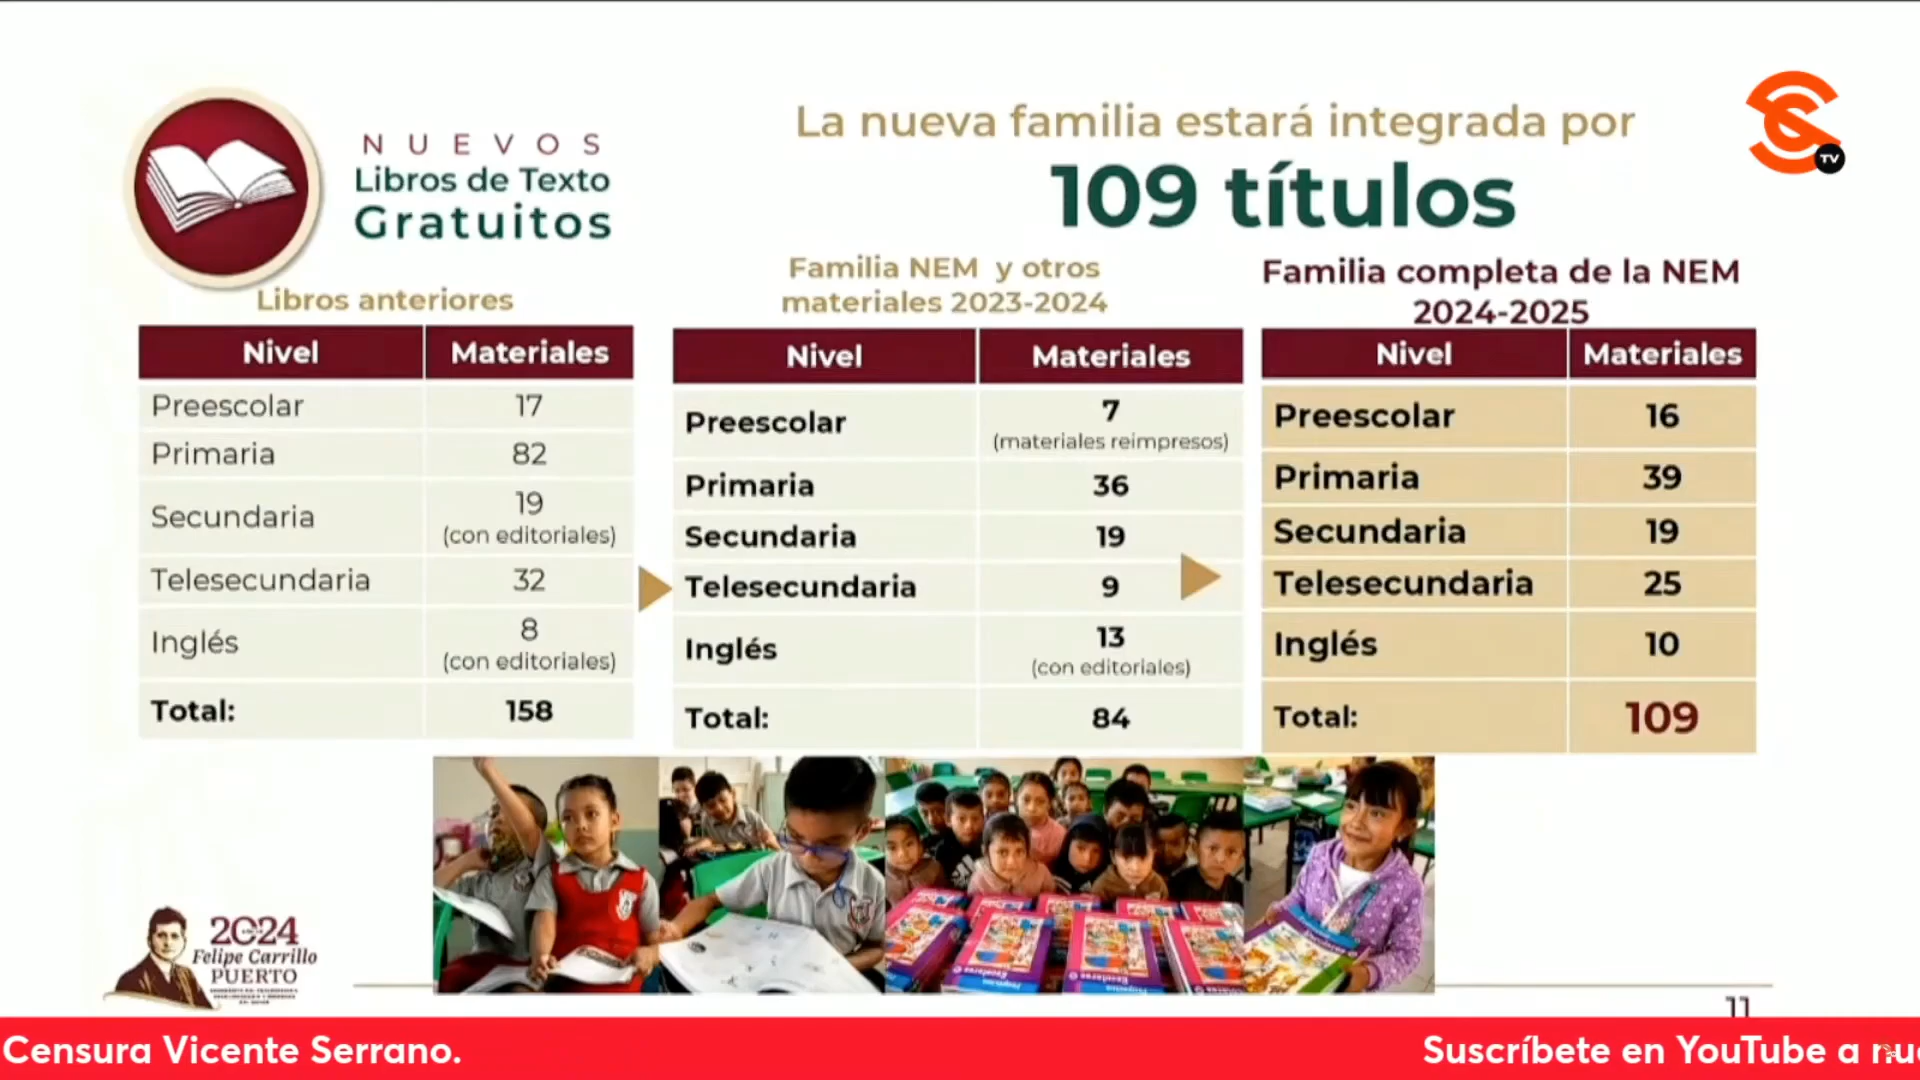 NUEVOS
Libros de Texto
Gratuitos
La nueva familia estará integrada por
109 títulos
TV
Libros anteriores
Nivel Materiales
Preescolar 17
Primaria 82
Secundaria 19
(con editoriales)
Telesecundaria 32
Inglés 8
(con editoriales)
Total: 158
Familia NEM y otros
materiales 2023-2024
Nivel Materiales
Preescolar 7
(materiales reimpresos)
Primaria 36
Secundaria 19
Telesecundaria 9
Inglés 13
(con editoriales)
Total: 84
Familia completa de la NEM
2024-2025
Nivel Materiales
Preescolar 16
Primaria 39
Secundaria 19
Telesecundaria 25
Inglés 10
Total: 109
2024
Felipe Carrillo
PUERTO
11
Censura Vicente Serrano.
Suscríbete en YouTube a nu